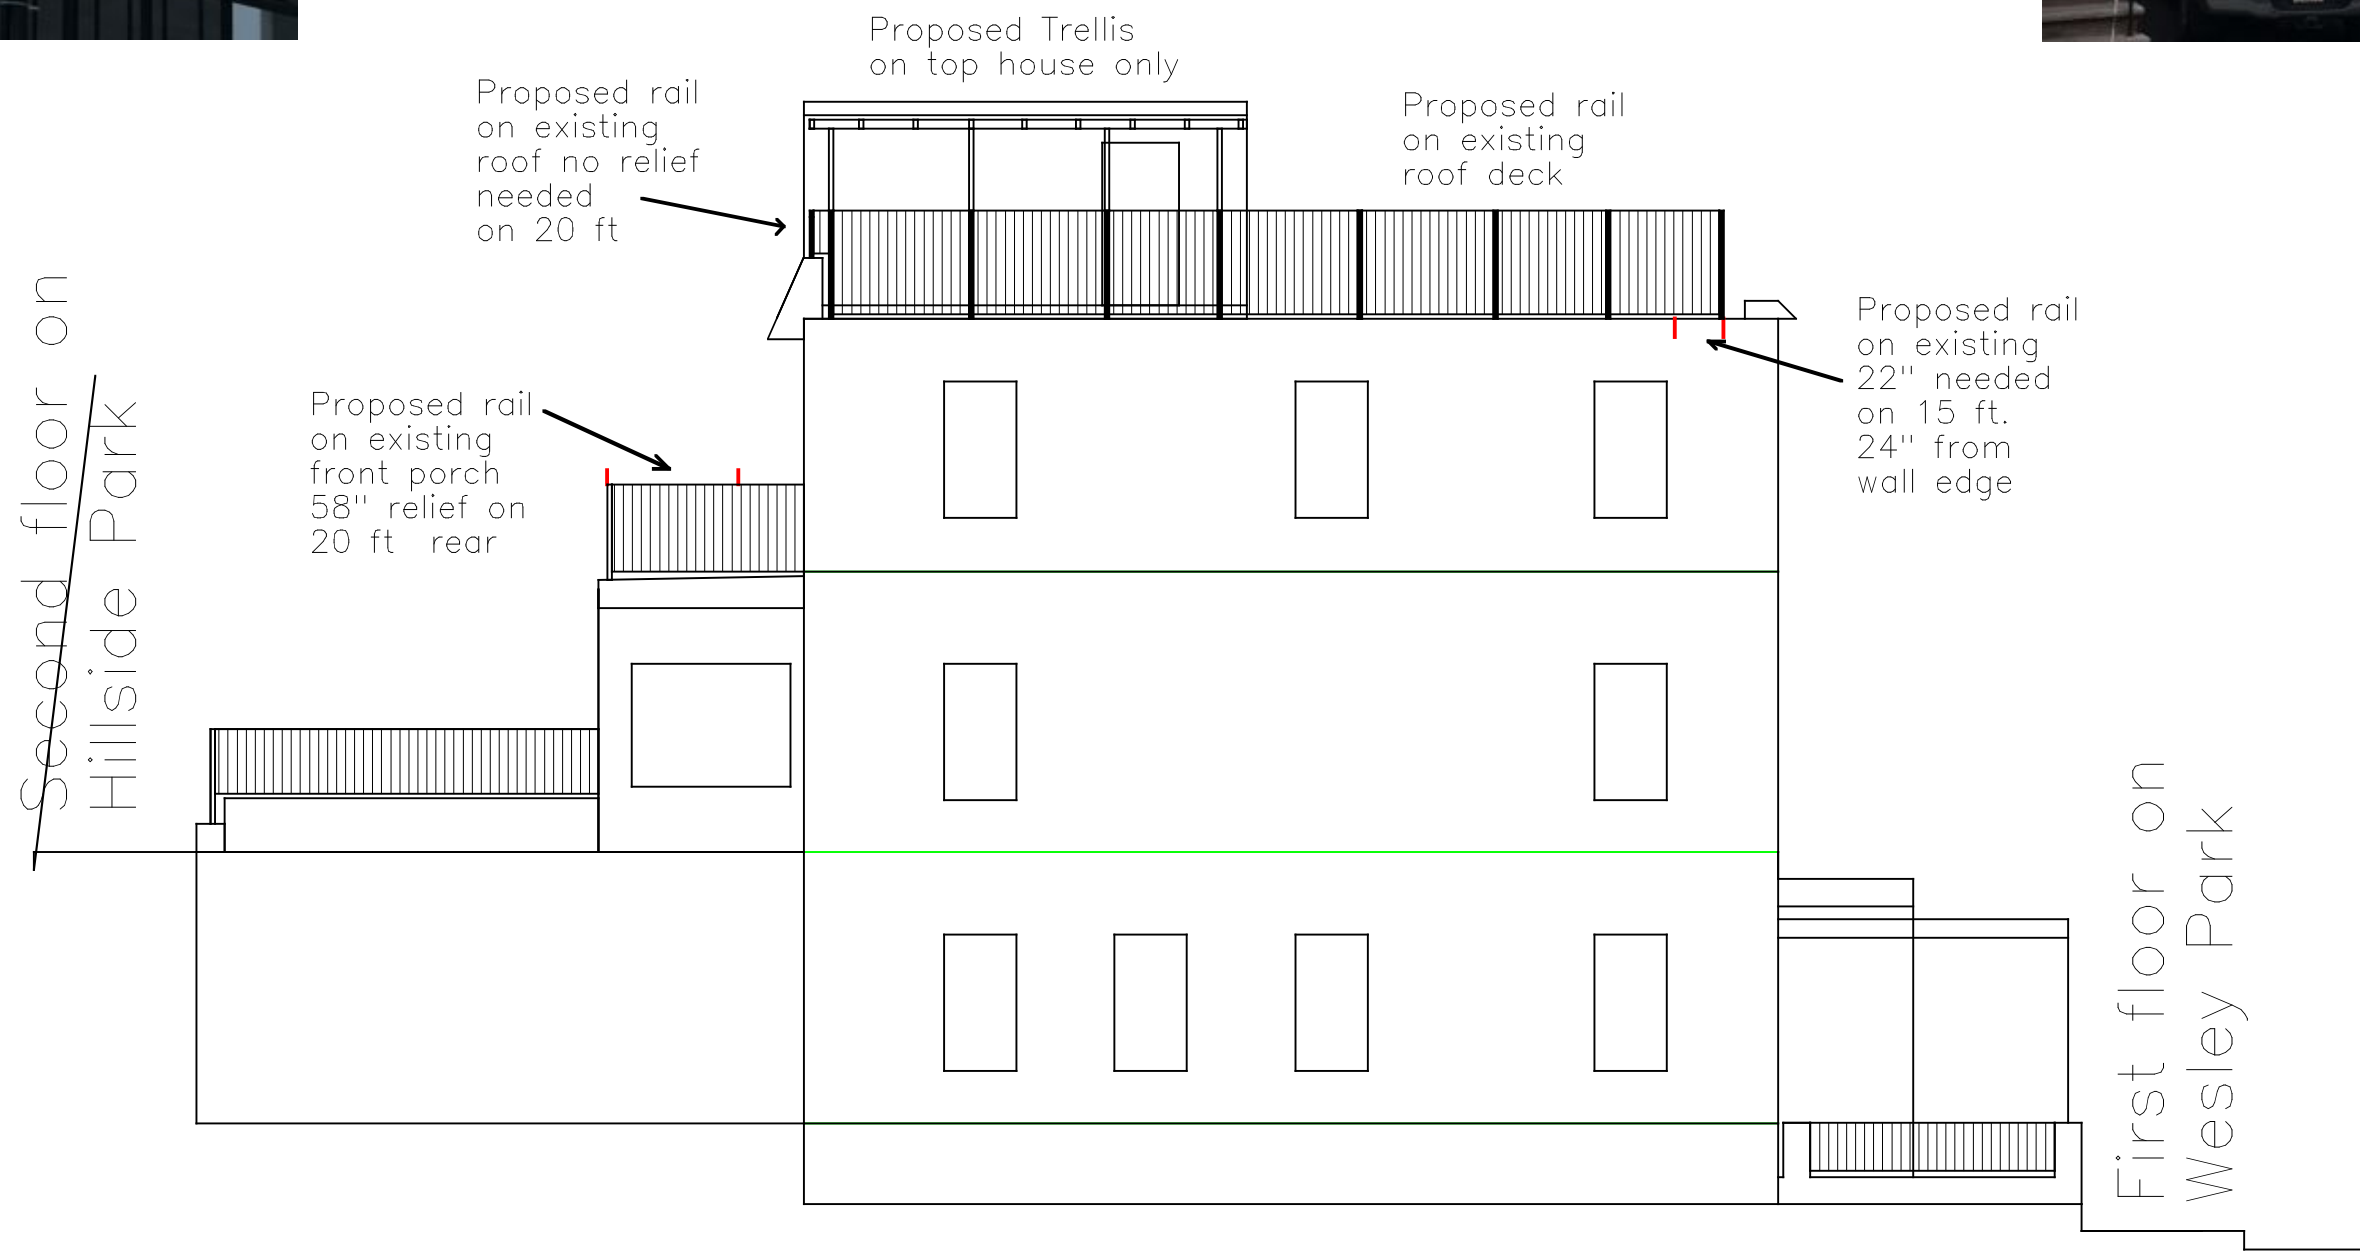 Proposed Trellis
on top house only
Proposed rail
on existing
roof no relief
needed
on 20 ft
Proposed rail
on existing
roof deck
Proposed rail
on existing
22" needed
on 15 ft.
24" from
wall edge
Proposed rail
on existing
front porch
58" relief on
20 ft rear
Second floor on
Hillside Park
First floor on
Wesley Park